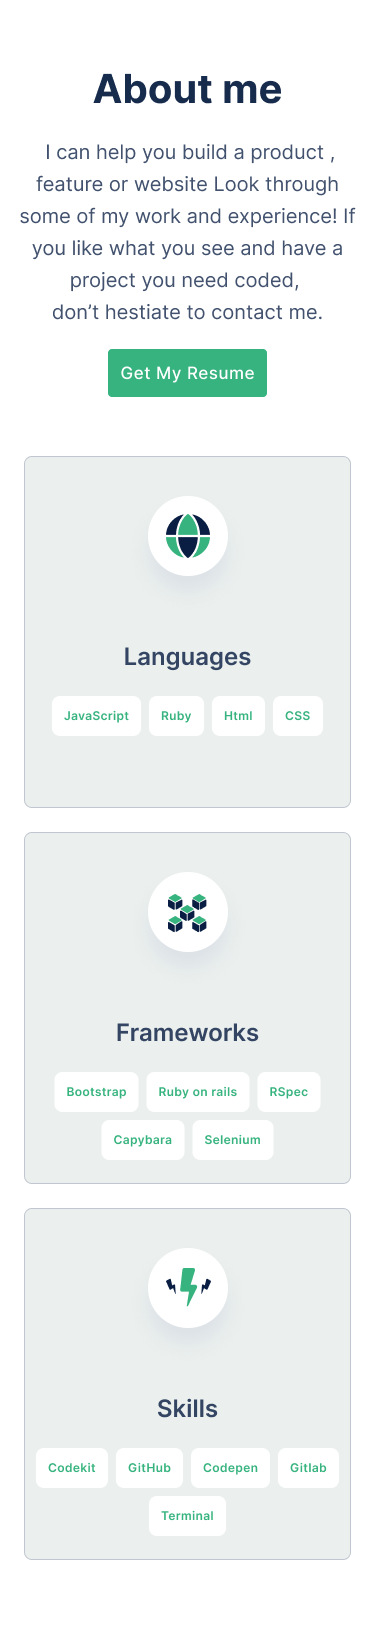 About me
I can help you build a product ,
feature or website Look through
some of my work and experience! If
you like what you see and have a
project you need coded,
don’t hestiate to contact me.
Get My Resume
Languages
JavaScript Ruby Html CSS
Frameworks
Bootstrap Ruby on rails RSpec
Capybara Selenium
Skills
Codekit GitHub Codepen Gitlab
Terminal